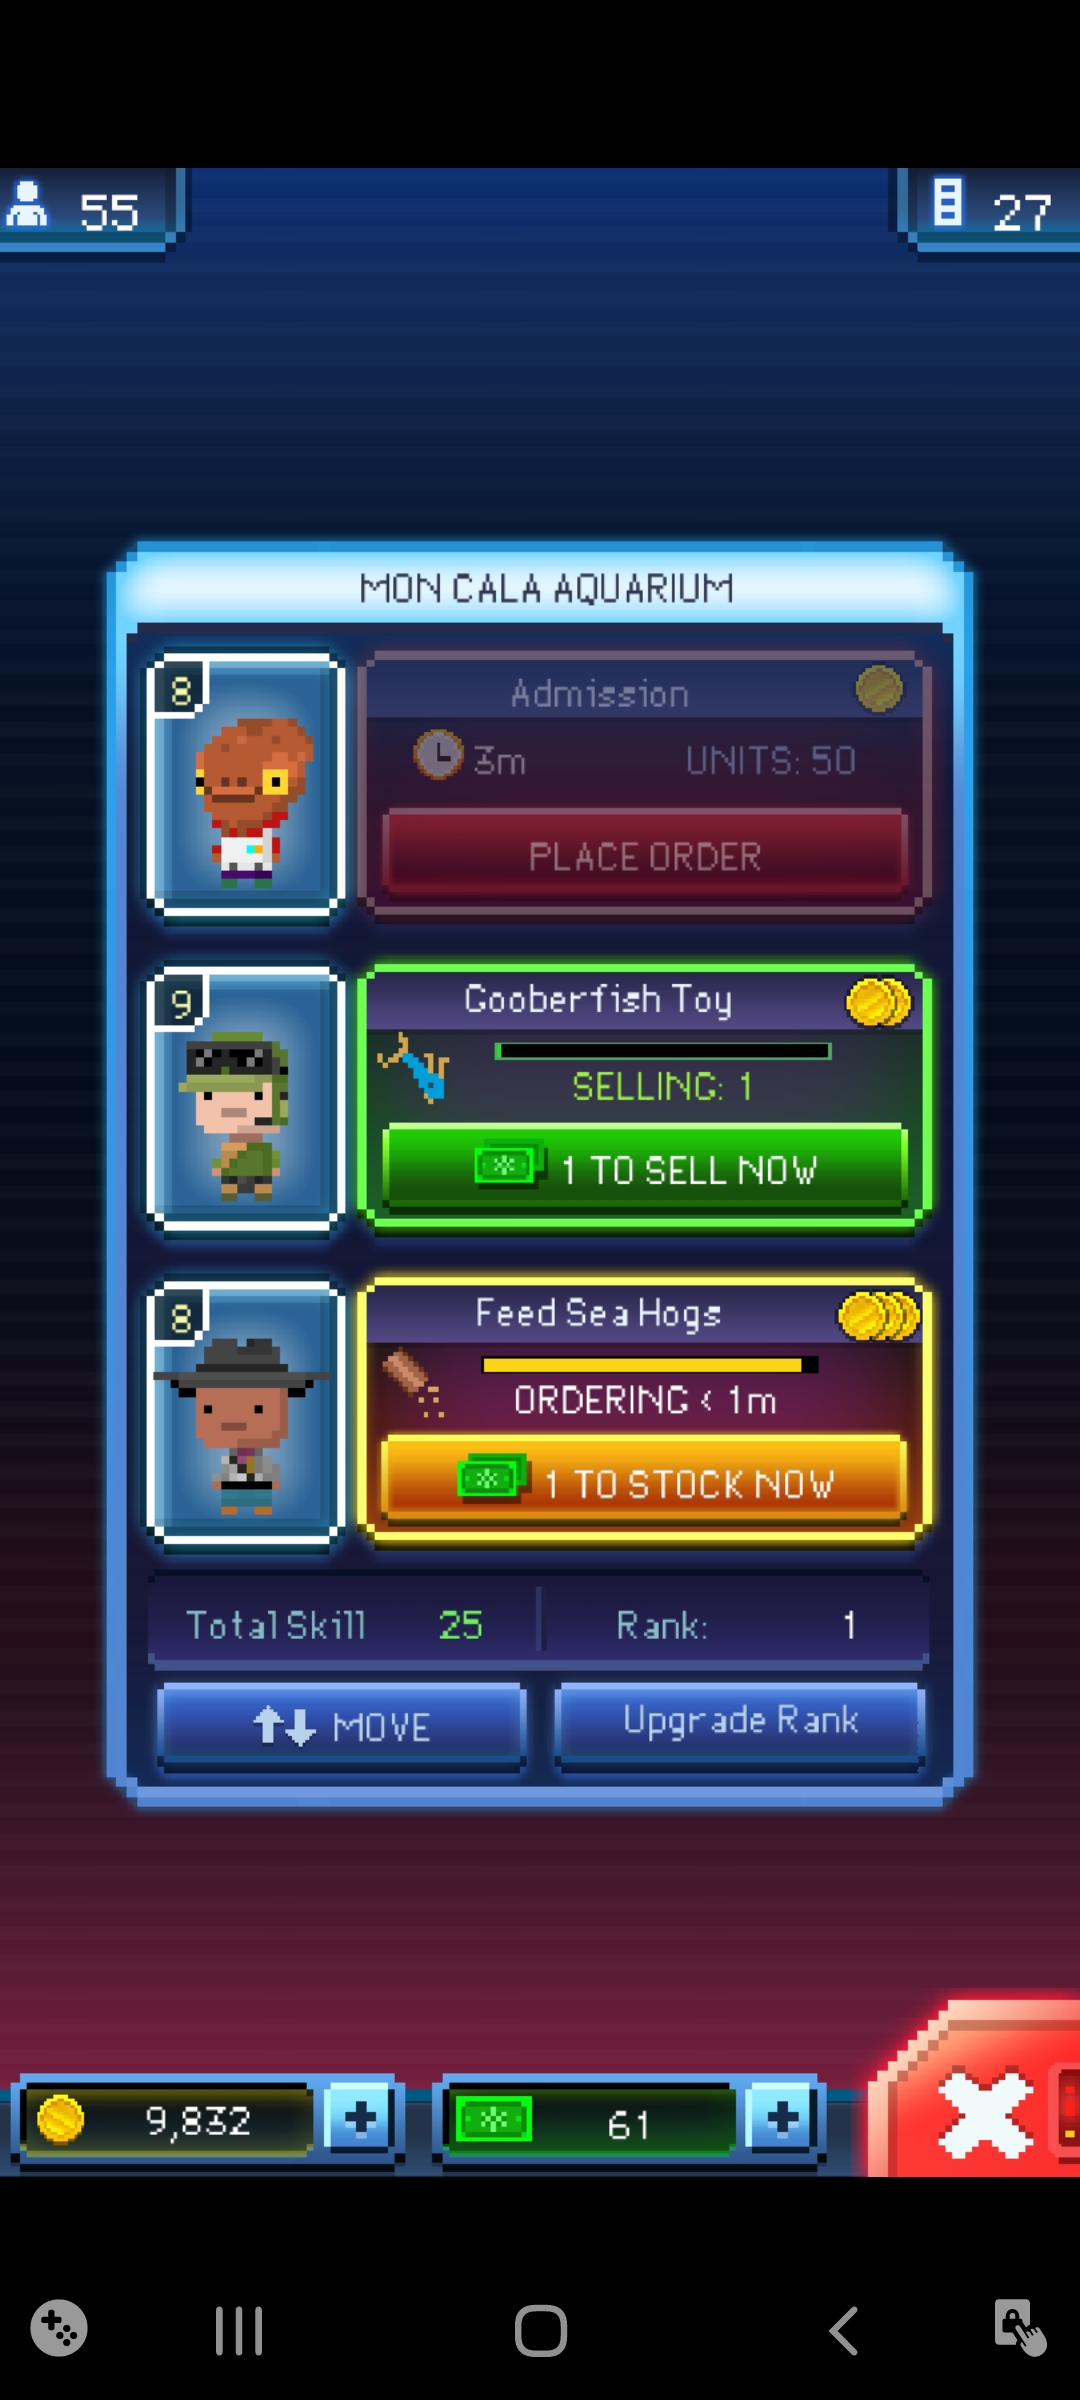 55
27
MON CALA AQUARIUM
8
Admission
3m
UNITS: 50
PLACE ORDER
9
Gooberfish Toy
SELLING: 1
1 TO SELL NOW
8
Feed Sea Hogs
ORDERING < 1m
1 TO STOCK NOW
Total Skill 25
Rank: 1
MOVE
Upgrade Rank
9,832
61